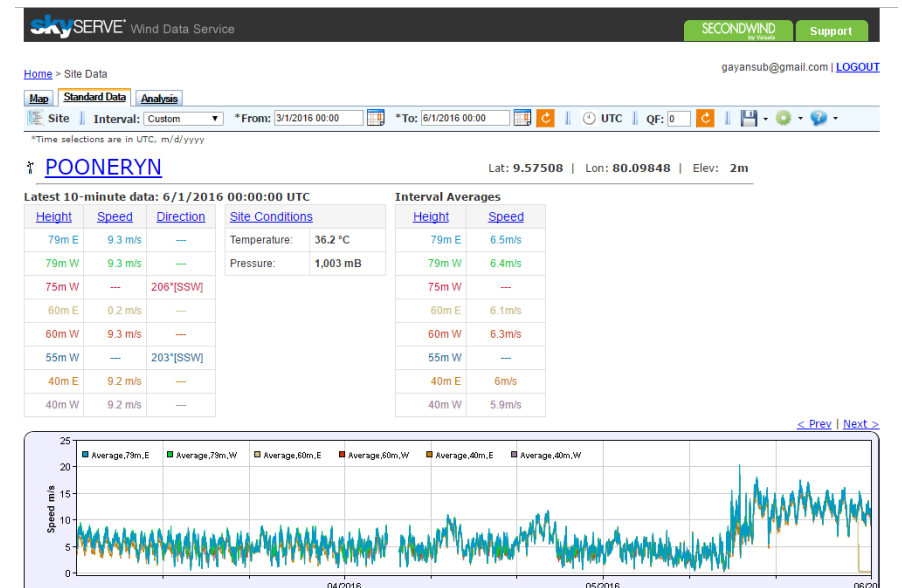 skySERVE® Wind Data Service
SECONDWIND by Vaisala
Support
gayansub@gmail.com | LOGOUT
Home > Site Data
Map Standard Data Analysis
Site Interval: Custom *From: 3/1/2016 00:00 *To: 6/1/2016 00:00 UTC QF: 0
*Time selections are in UTC, m/d/yyyy
POONERYN Lat: 9.57508 | Lon: 80.09848 | Elev: 2m
Latest 10-minute data: 6/1/2016 00:00:00 UTC Interval Averages
Height Speed Direction Site Conditions Height Speed
79m E 9.3 m/s --- Temperature: 36.2 °C 79m E 6.5m/s
79m W 9.3 m/s --- Pressure: 1,003 mB 79m W 6.4m/s
75m W --- 206°[SSW] 75m W ---
60m E 0.2 m/s --- 60m E 6.1m/s
60m W 9.3 m/s --- 60m W 6.3m/s
55m W --- 203°[SSW] 55m W ---
40m E 9.2 m/s --- 40m E 6m/s
40m W 9.2 m/s --- 40m W 5.9m/s
< Prev | Next >
Average,79m,E Average,79m,W Average,60m,E Average,60m,W Average,40m,E Average,40m,W
Speed m/s
25
20
15
10
5
0
04/2016 05/2016 06/20